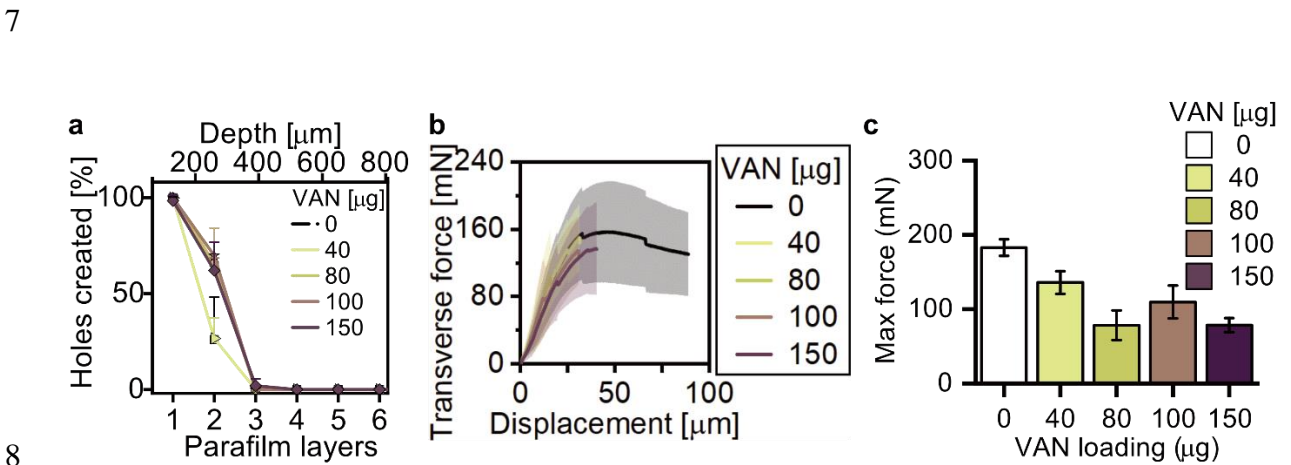 7
a
Depth [μm]
200 400 600 800
Holes created [%]
100
50
0
VAN [μg]
0
40
80
100
150
1 2 3 4 5 6
Parafilm layers
b
Transverse force [mN]
240
160
80
0
0 50 100
Displacement [μm]
VAN [μg]
0
40
80
100
150
c
Max force (mN)
300
200
100
0
0 40 80 100 150
VAN loading (μg)
VAN [μg]
0
40
80
100
150
8